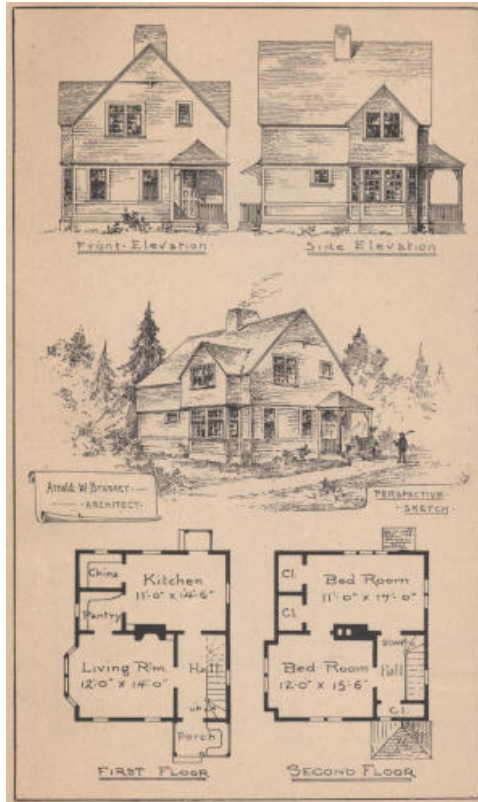 Front · Elevation
Side Elevation
Arnold · W · Brunner ·
· ARCHITECT ·
PERSPECTIVE
· SKETCH ·
China
Kitchen
11'·0" x 14'·6"
Pantry
Living R'm.
12'·0" x 14'·0"
Hall
UP
Porch
FIRST FLOOR
Cl.
Bed Room
11'·0" x 17'·0"
Cl.
DOWN
Bed Room
12'·0" x 15'·6"
Hall
Cl
SECOND FLOOR